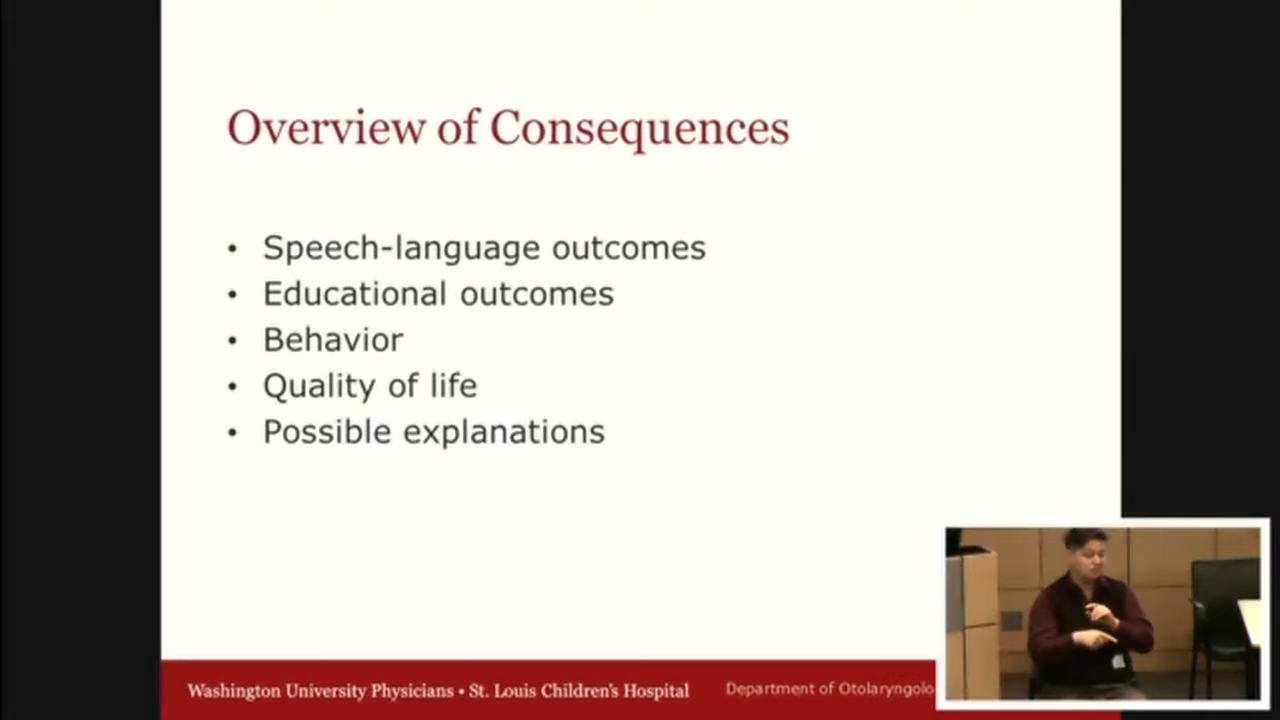 Overview of Consequences
• Speech-language outcomes
• Educational outcomes
• Behavior
• Quality of life
• Possible explanations
Washington University Physicians • St. Louis Children's Hospital Department of